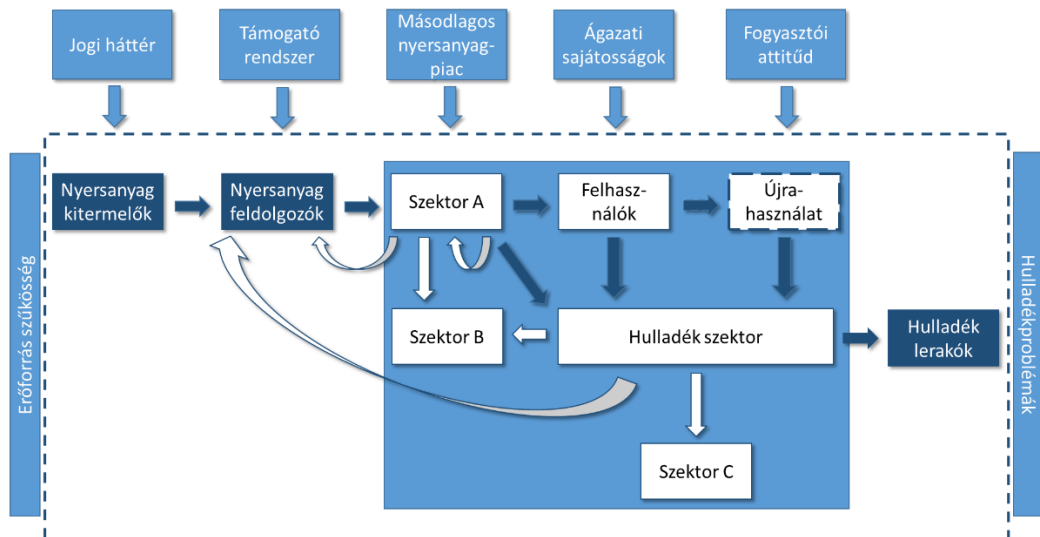 Jogi háttér
Támogató
rendszer
Másodlagos
nyersanyag-
piac
Ágazati
sajátosságok
Fogyasztói
attitűd
Erőforrás szűkösség
Nyersanyag
kitermelők
Nyersanyag
feldolgozók
Szektor A
Felhasz-
nálók
Újra-
használat
Szektor B
Hulladék szektor
Hulladék
lerakók
Szektor C
Hulladékproblémák